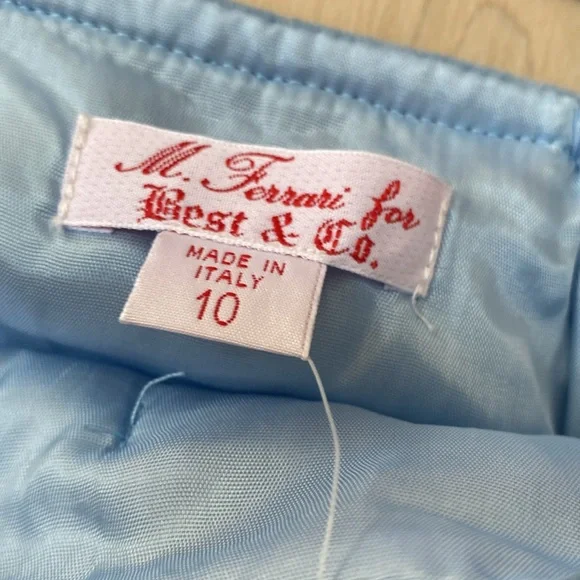 M. Ferrari for
Best & Co.
MADE IN
ITALY
10